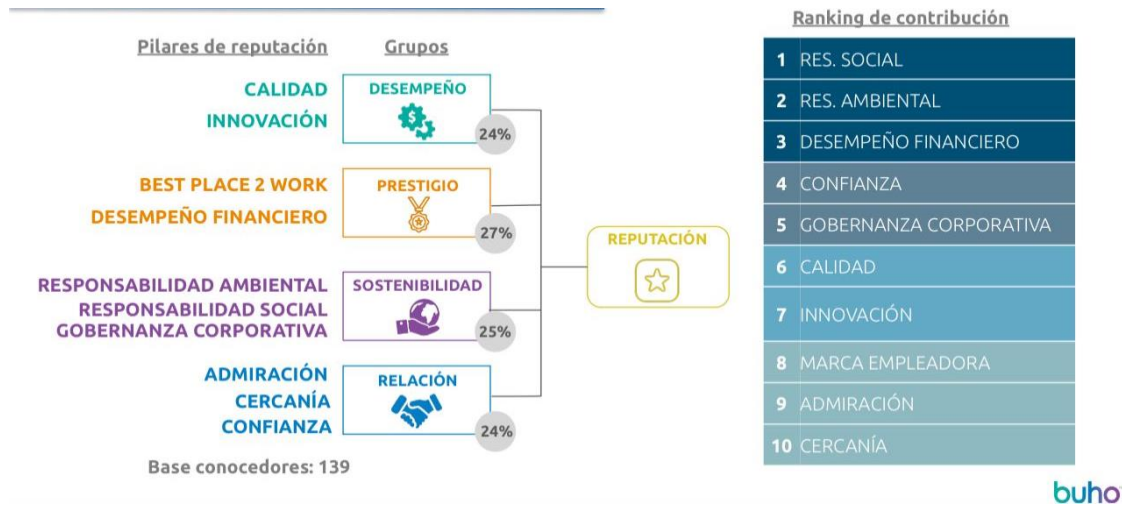 Pilares de reputación
Grupos
CALIDAD
INNOVACIÓN
DESEMPEÑO
$
24%
BEST PLACE 2 WORK
DESEMPEÑO FINANCIERO
PRESTIGIO
27%
RESPONSABILIDAD AMBIENTAL
RESPONSABILIDAD SOCIAL
GOBERNANZA CORPORATIVA
SOSTENIBILIDAD
25%
ADMIRACIÓN
CERCANÍA
CONFIANZA
RELACIÓN
24%
REPUTACIÓN
Base conocedores: 139
Ranking de contribución
1 RES. SOCIAL
2 RES. AMBIENTAL
3 DESEMPEÑO FINANCIERO
4 CONFIANZA
5 GOBERNANZA CORPORATIVA
6 CALIDAD
7 INNOVACIÓN
8 MARCA EMPLEADORA
9 ADMIRACIÓN
10 CERCANÍA
buho